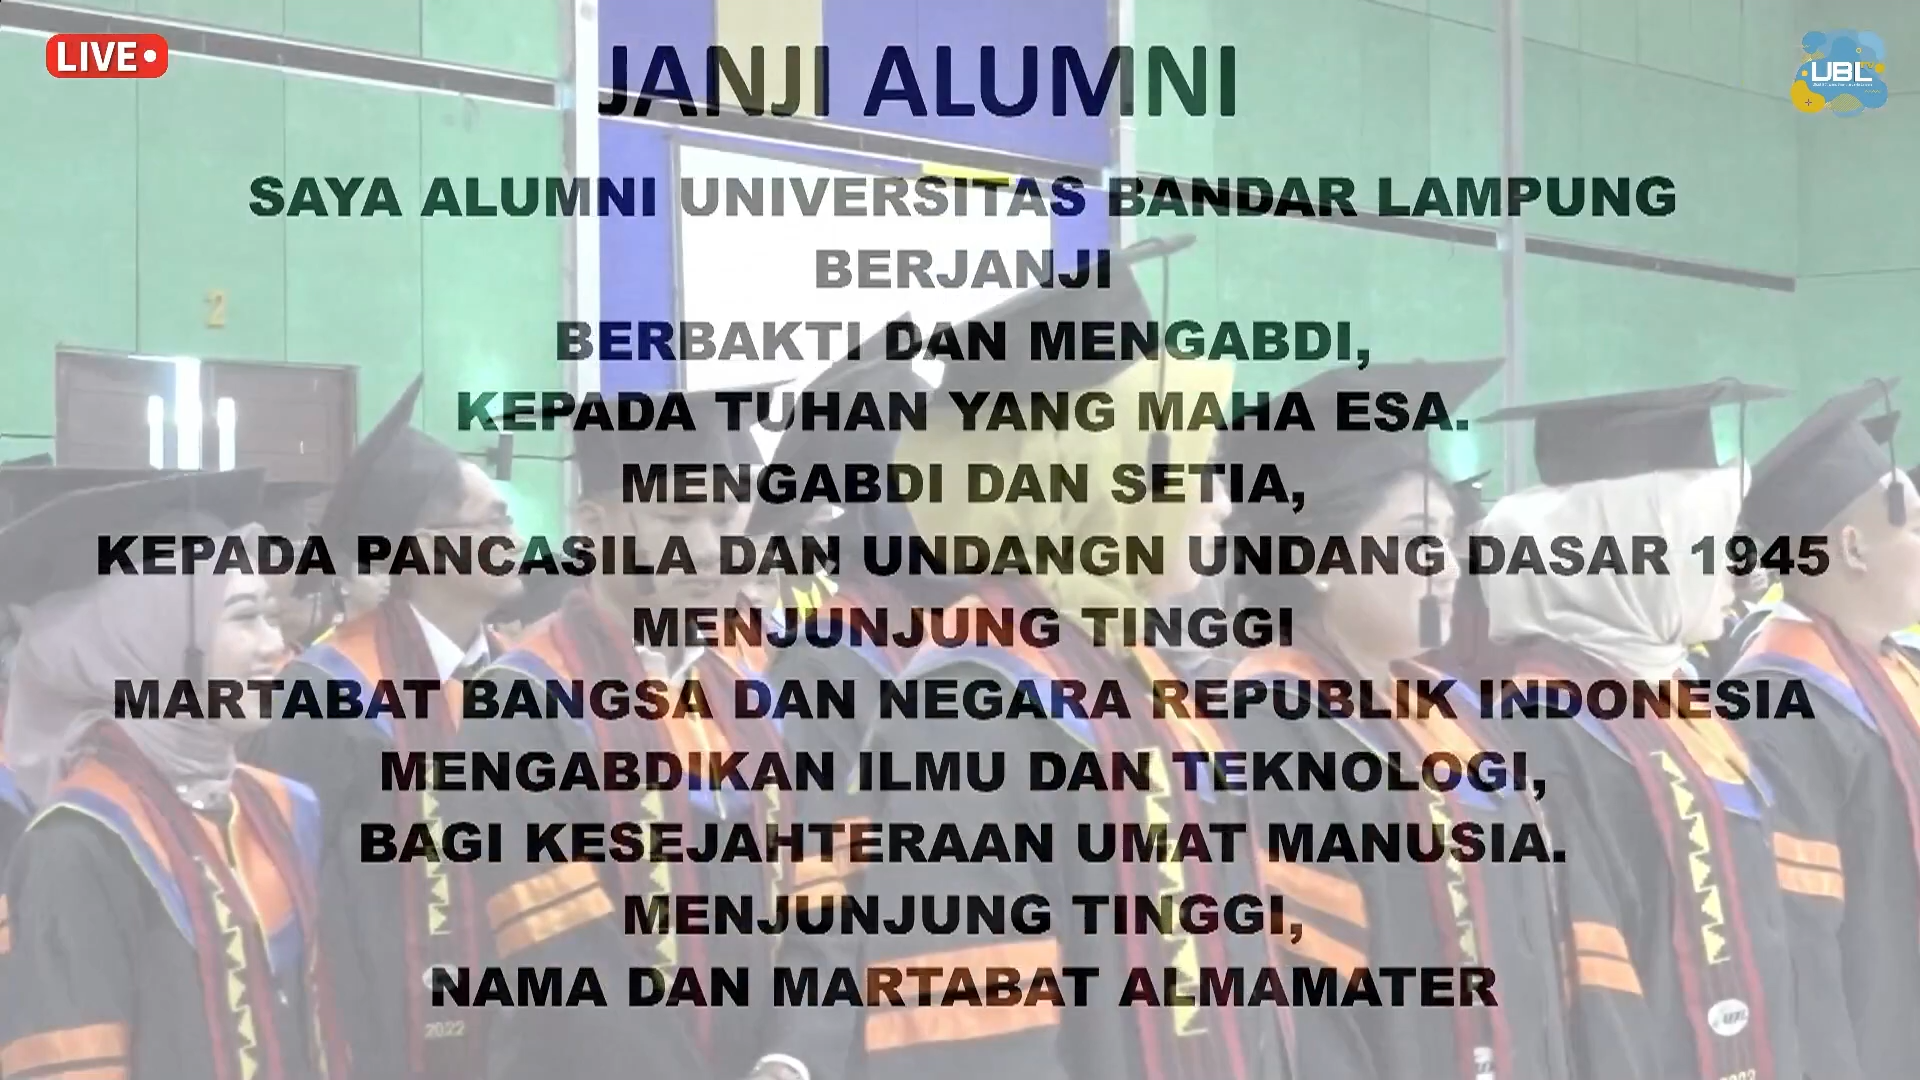 LIVE
UBL
JANJI ALUMNI
SAYA ALUMNI UNIVERSITAS BANDAR LAMPUNG
BERJANJI
BERBAKTI DAN MENGABDI,
KEPADA TUHAN YANG MAHA ESA.
MENGABDI DAN SETIA,
KEPADA PANCASILA DAN UNDANGN UNDANG DASAR 1945
MENJUNJUNG TINGGI
MARTABAT BANGSA DAN NEGARA REPUBLIK INDONESIA
MENGABDIKAN ILMU DAN TEKNOLOGI,
BAGI KESEJAHTERAAN UMAT MANUSIA.
MENJUNJUNG TINGGI,
NAMA DAN MARTABAT ALMAMATER
2
2022